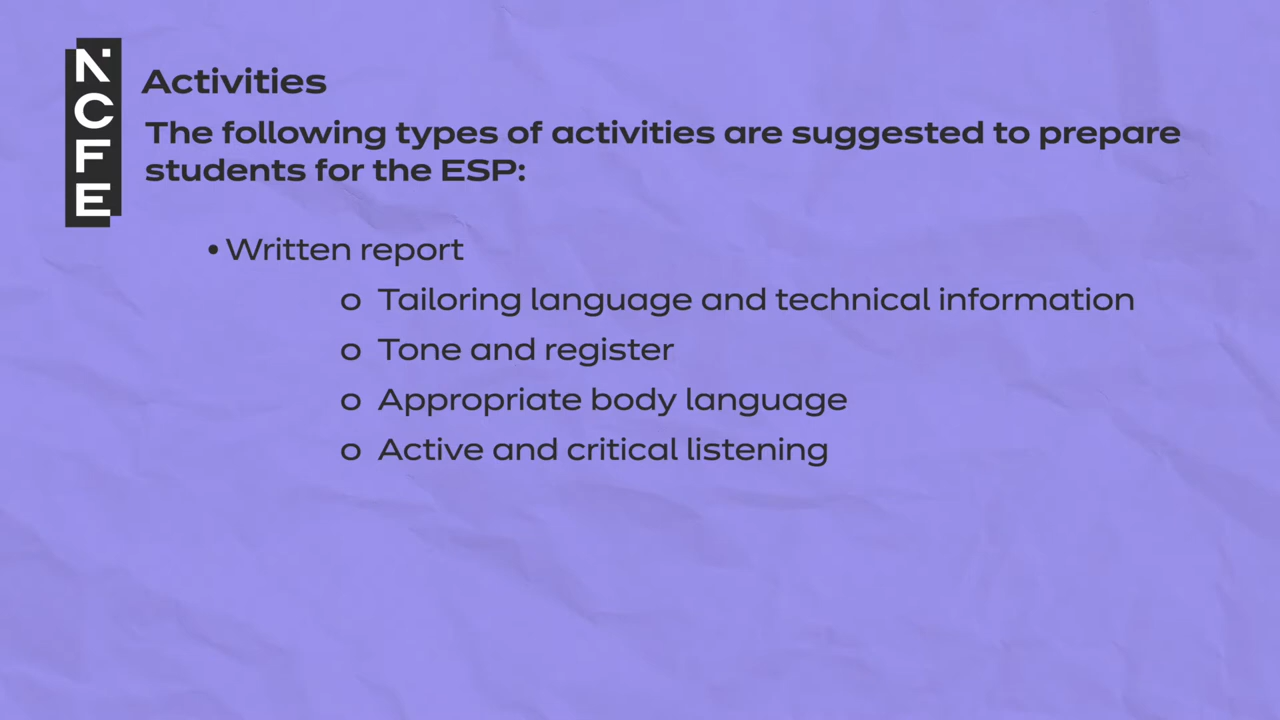 NCFE
Activities
The following types of activities are suggested to prepare
students for the ESP:
• Written report
o Tailoring language and technical information
o Tone and register
o Appropriate body language
o Active and critical listening